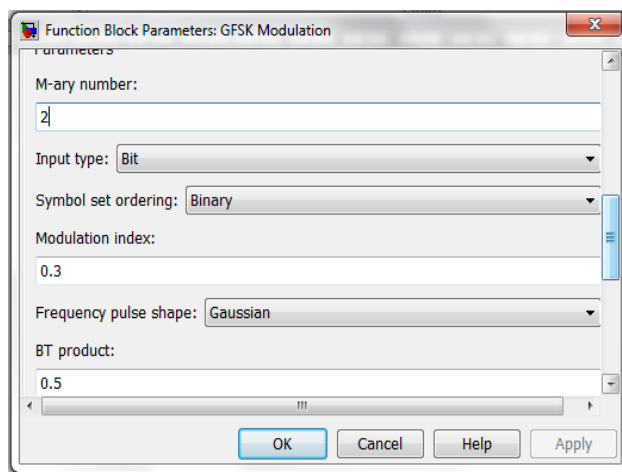 Function Block Parameters: GFSK Modulation
Parameters
M-ary number:
2
Input type: Bit
Symbol set ordering: Binary
Modulation index:
0.3
Frequency pulse shape: Gaussian
BT product:
0.5
OK Cancel Help Apply